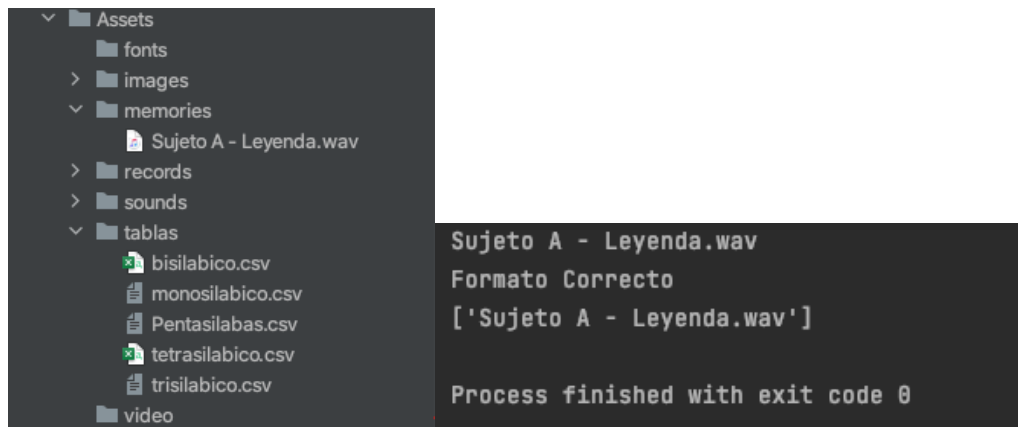 Assets
fonts
images
memories
Sujeto A - Leyenda.wav
records
sounds
tablas
bisilabico.csv
monosilabico.csv
Pentasilabas.csv
tetrasilabico.csv
trisilabico.csv
video
Sujeto A - Leyenda.wav
Formato Correcto
['Sujeto A - Leyenda.wav']
Process finished with exit code 0